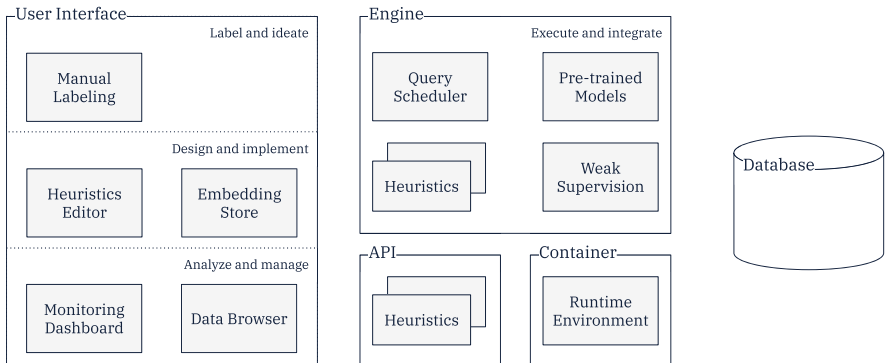 User Interface
Label and ideate
Manual
Labeling
Design and implement
Heuristics
Editor
Embedding
Store
Analyze and manage
Monitoring
Dashboard
Data Browser
Engine
Execute and integrate
Query
Scheduler
Pre-trained
Models
Heuristics
Weak
Supervision
API
Heuristics
Container
Runtime
Environment
Database